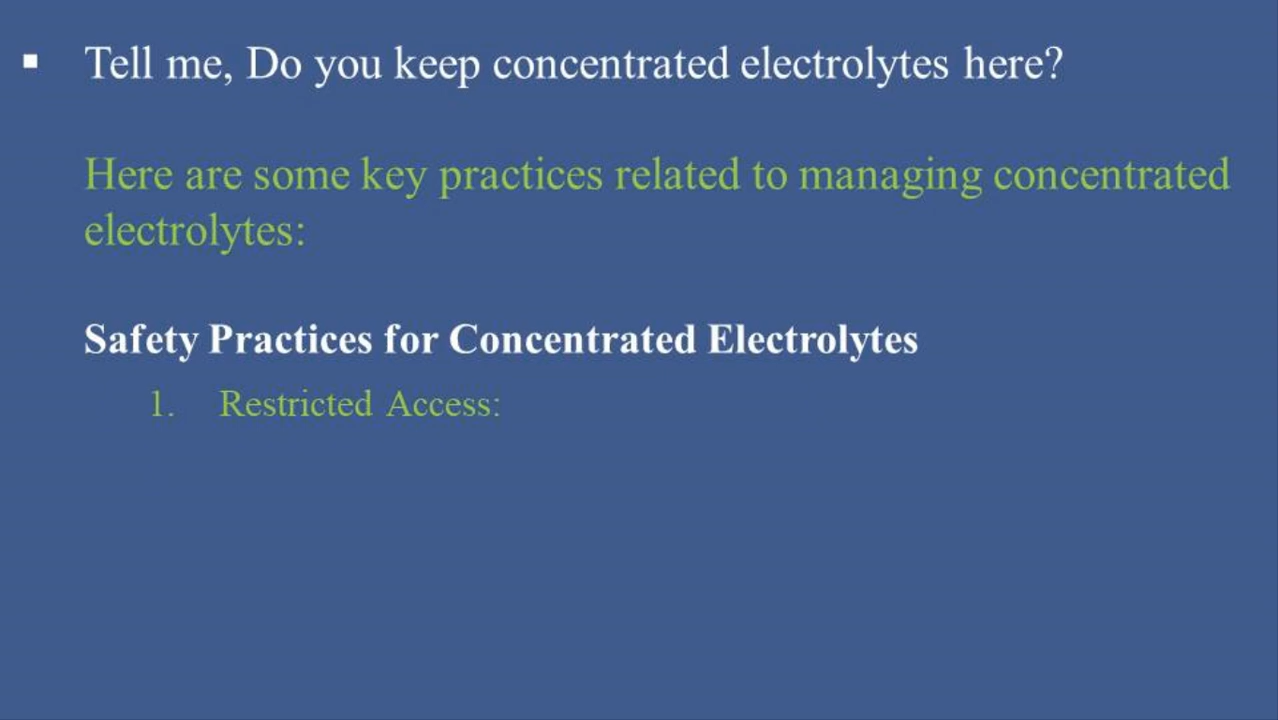 ▪ Tell me, Do you keep concentrated electrolytes here?
Here are some key practices related to managing concentrated
electrolytes:
Safety Practices for Concentrated Electrolytes
1. Restricted Access: